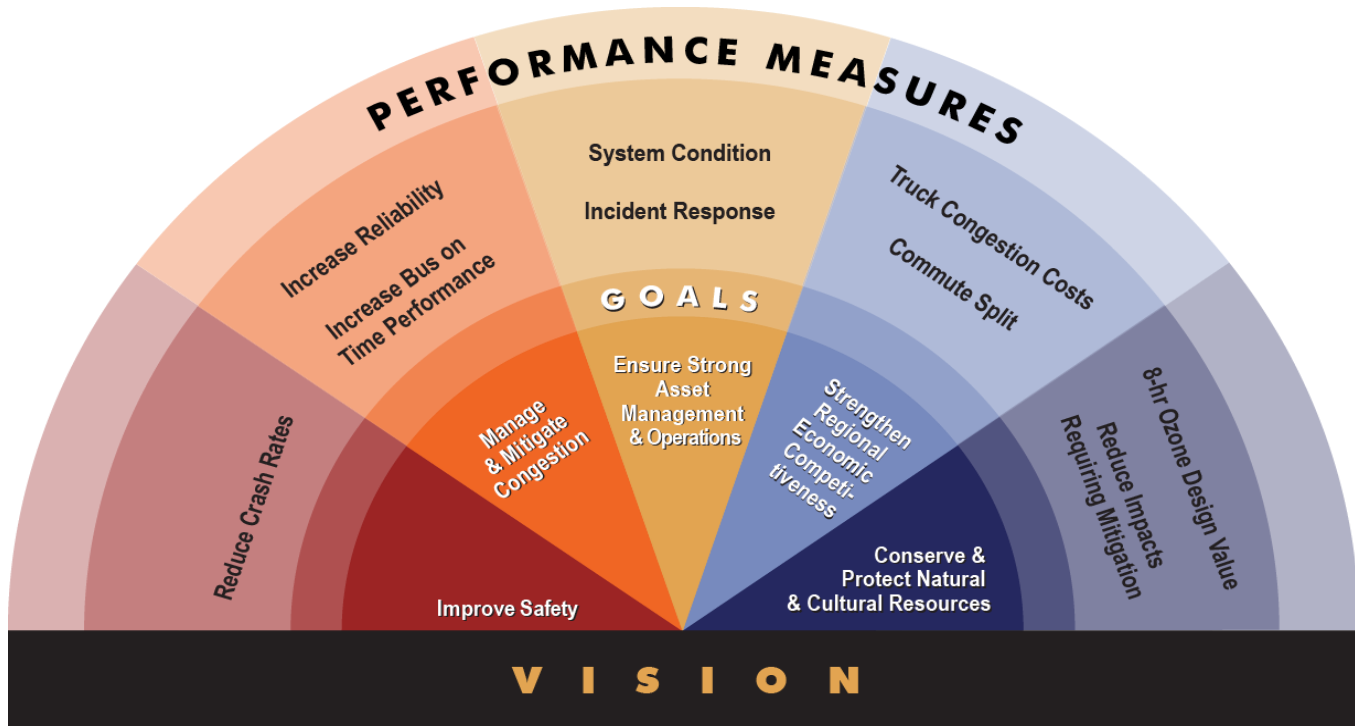 PERFORMANCE MEASURES
Reduce Crash Rates
Increase Reliability
Increase Bus on
Time Performance
System Condition
Incident Response
Truck Congestion Costs
Commute Split
8-hr Ozone Design Value
Reduce Impacts
Requiring Mitigation
GOALS
Improve Safety
Manage
& Mitigate
Congestion
Ensure Strong
Asset
Management
& Operations
Strengthen
Regional
Economic
Competi-
tiveness
Conserve &
Protect Natural
& Cultural Resources
VISION